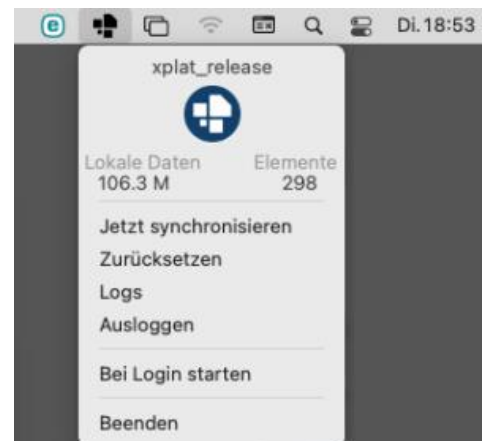 e Di. 18:53
xplat_release
Lokale Daten Elemente
106.3 M 298
Jetzt synchronisieren
Zurücksetzen
Logs
Ausloggen
Bei Login starten
Beenden